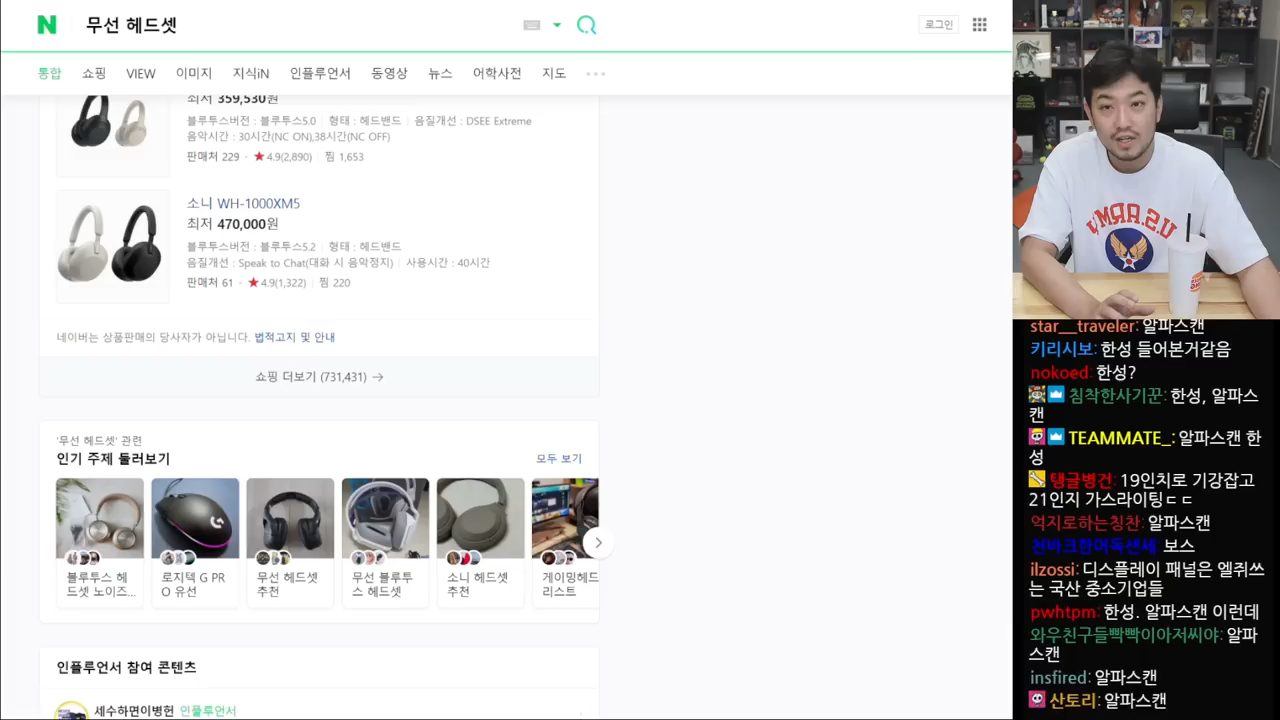 N 무선 헤드셋
로그인
통합 쇼핑 VIEW 이미지 지식iN 인플루언서 동영상 뉴스 어학사전 지도
최저 359,530원
블루투스버전 : 블루투스5.0 | 형태 : 헤드밴드 | 음질개선 : DSEE Extreme
음악시간 : 30시간(NC ON),38시간(NC OFF)
판매처 229 · ★ 4.9(2,890) | 찜 1,653
소니 WH-1000XM5
최저 470,000원
블루투스버전 : 블루투스5.2 | 형태 : 헤드밴드
음질개선 : Speak to Chat(대화 시 음악정지) | 사용시간 : 40시간
판매처 61 · ★ 4.9(1,322) | 찜 220
네이버는 상품판매의 당사자가 아닙니다. 법적고지 및 안내
쇼핑 더보기 (731,431) →
'무선 헤드셋' 관련
인기 주제 둘러보기
모두 보기
블루투스 헤드셋 노이즈...
로지텍 G PRO 유선
무선 헤드셋 추천
무선 블루투스 헤드셋
소니 헤드셋 추천
게이밍헤드
리스트
인플루언서 참여 콘텐츠
세수하면이병헌 인플루언서
U.S.ARMY
star__traveler: 알파스캔
키리시보: 한성 들어본거같음
nokoed: 한성?
침착한사기꾼: 한성, 알파스
캔
TEAMMATE_: 알파스캔 한
성
탱글병건: 19인치로 기강잡고
21인지 가스라이팅ㄷㄷ
억지로하는칭찬: 알파스캔
천바크한머독센세: 보스
ilzossi: 디스플레이 패널은 엘쥐쓰
는 국산 중소기업들
pwhtpm: 한성. 알파스캔 이런데
와우친구들빡빡이아저씨야: 알파
스캔
insfired: 알파스캔
산토리: 알파스캔